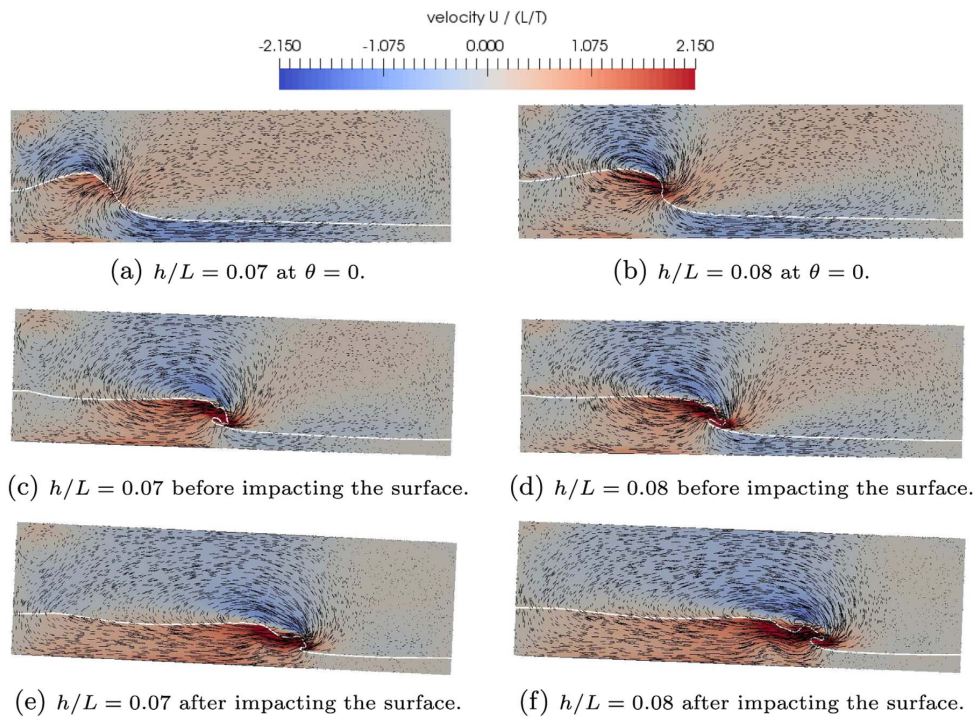 velocity U / (L/T)
-2.150 -1.075 0.000 1.075 2.150
(a) h/L = 0.07 at θ = 0.
(b) h/L = 0.08 at θ = 0.
(c) h/L = 0.07 before impacting the surface.
(d) h/L = 0.08 before impacting the surface.
(e) h/L = 0.07 after impacting the surface.
(f) h/L = 0.08 after impacting the surface.